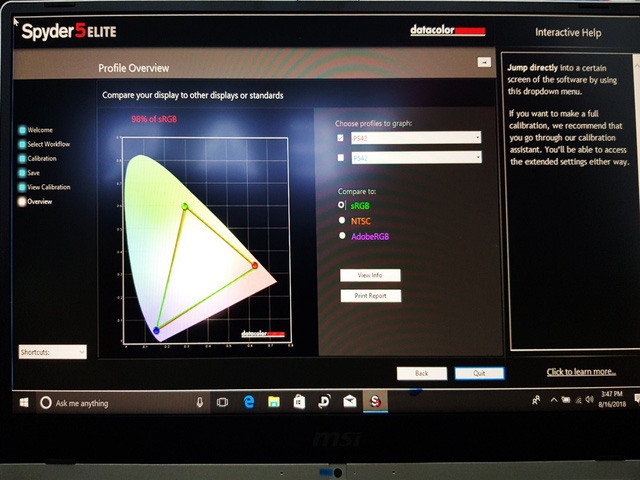 Spyder5ELITE
datacolor
Interactive Help
Profile Overview
Jump directly into a certain
screen of the software by using
this dropdown menu.
If you want to make a full
calibration, we recommend that
you go through our calibration
assistant. You'll be able to access
the extended settings either way.
Compare your display to other displays or standards
98% of sRGB
Welcome
Select Workflow
Calibration
Save
View Calibration
Overview
Choose profiles to graph:
PS42
PS42
Compare to:
sRGB
NTSC
AdobeRGB
View Info
Print Report
datacolor
Shortcuts:
Back
Quit
Click to learn more...
Ask me anything
3:47 PM
8/16/2018
msi